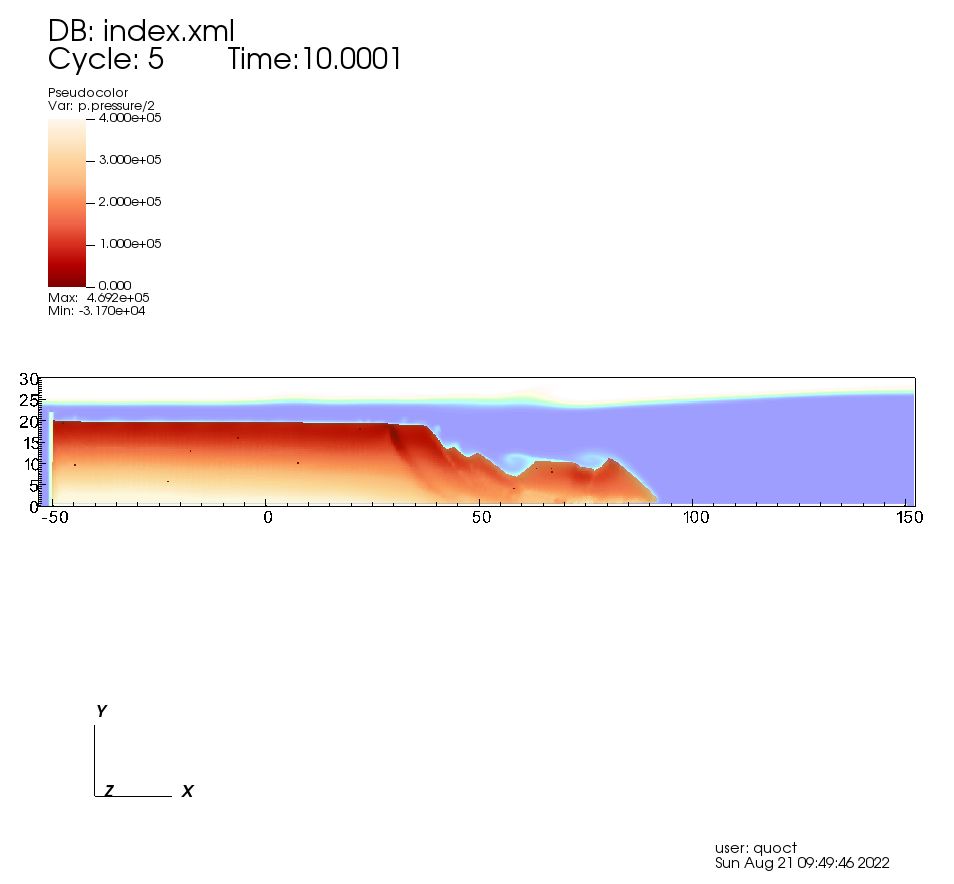 DB: index.xml
Cycle: 5 Time:10.0001
Pseudocolor
Var: p.pressure/2
4.000e+05
3.000e+05
2.000e+05
1.000e+05
0.000
Max: 4.692e+05
Min: -3.170e+04
30
25
20
15
10
5
0
-50 0 50 100 150
Y
Z X
user: quoct
Sun Aug 21 09:49:46 2022